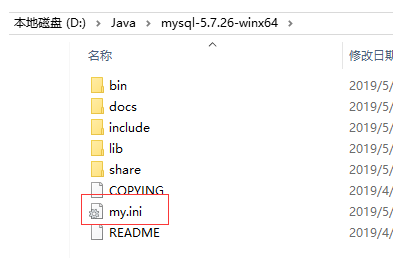 本地磁盘 (D:) > Java > mysql-5.7.26-winx64 >
名称 修改日期
bin 2019/5/
docs 2019/5/
include 2019/5/
lib 2019/5/
share 2019/5/
COPYING 2019/4/
my.ini 2019/5/
README 2019/4/